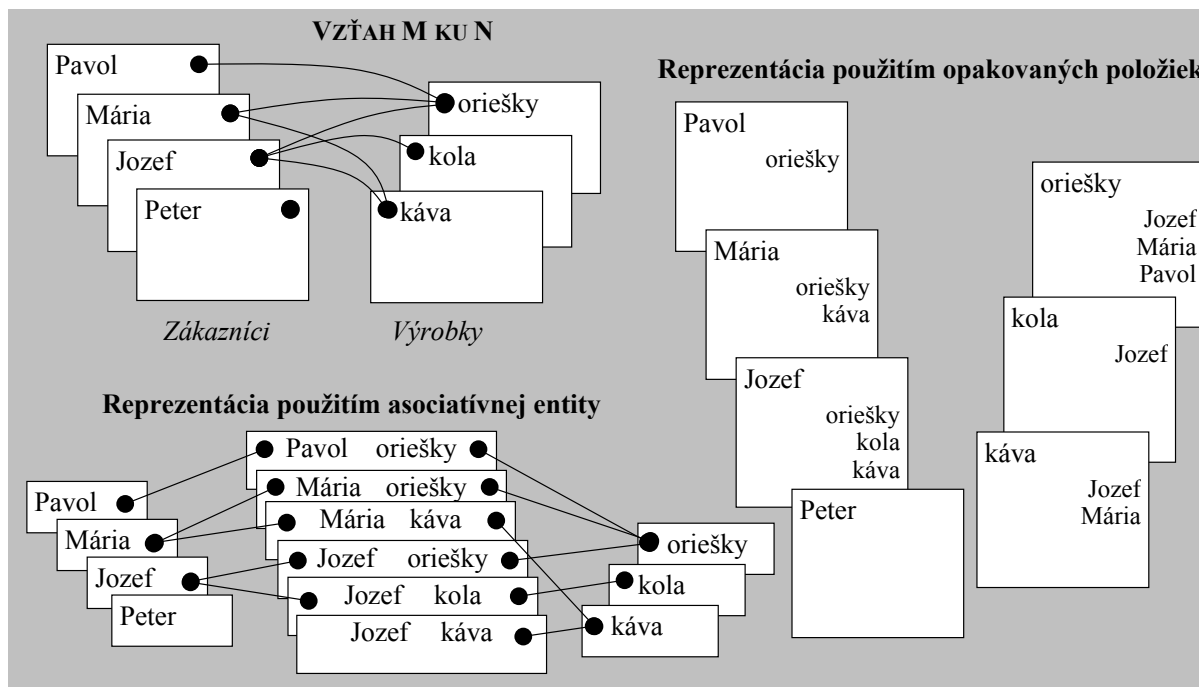 VZŤAH M KU N
Pavol
Mária
Jozef
Peter
oriešky
kola
káva
Zákazníci
Výrobky
Reprezentácia použitím opakovaných položiek
Pavol
oriešky
Mária
oriešky
káva
Jozef
oriešky
kola
káva
Peter
oriešky
Jozef
Mária
Pavol
kola
Jozef
káva
Jozef
Mária
Reprezentácia použitím asociatívnej entity
Pavol
Mária
Jozef
Peter
Pavol oriešky
Mária oriešky
Mária káva
Jozef oriešky
Jozef kola
Jozef káva
oriešky
kola
káva